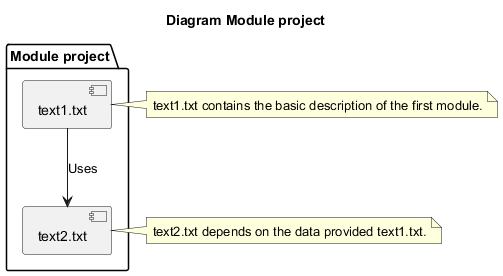 Diagram Module project
Module project
text1.txt
text1.txt contains the basic description of the first module.
Uses
text2.txt
text2.txt depends on the data provided text1.txt.